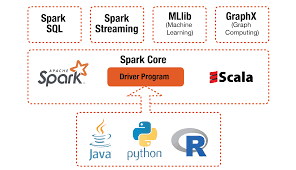 Spark
SQL
Spark
Streaming
MLlib
(Machine
Learning)
GraphX
(Graph
Computing)
Spark Core
APACHE
Spark
Driver Program
Scala
Java
python
R